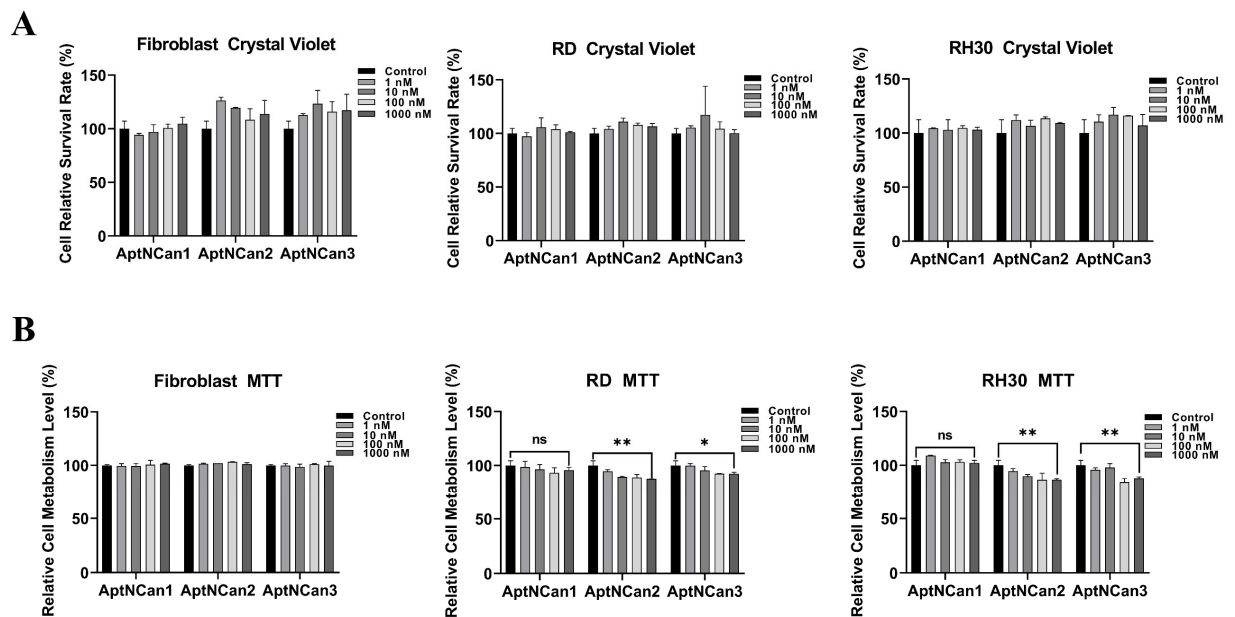 A
Fibroblast Crystal Violet
Cell Relative Survival Rate (%)
150
100
50
0
Control
1 nM
10 nM
100 nM
1000 nM
AptNCan1 AptNCan2 AptNCan3
RD Crystal Violet
Cell Relative Survival Rate (%)
150
100
50
0
Control
1 nM
10 nM
100 nM
1000 nM
AptNCan1 AptNCan2 AptNCan3
RH30 Crystal Violet
Cell Relative Survival Rate (%)
150
100
50
0
Control
1 nM
10 nM
100 nM
1000 nM
AptNCan1 AptNCan2 AptNCan3
B
Fibroblast MTT
Relative Cell Metabolism Level (%)
150
100
50
0
Control
1 nM
10 nM
100 nM
1000 nM
AptNCan1 AptNCan2 AptNCan3
RD MTT
Relative Cell Metabolism Level (%)
150
100
50
0
ns ** *
Control
1 nM
10 nM
100 nM
1000 nM
AptNCan1 AptNCan2 AptNCan3
RH30 MTT
Relative Cell Metabolism Level (%)
150
100
50
0
ns ** **
Control
1 nM
10 nM
100 nM
1000 nM
AptNCan1 AptNCan2 AptNCan3